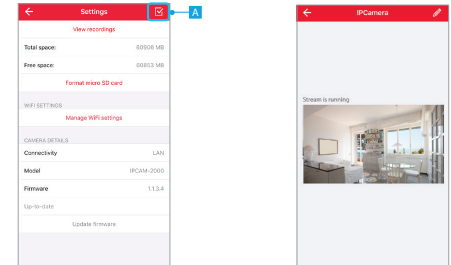 Settings
A
View recordings
Total space: 60906 MB
Free space: 60853 MB
Format micro SD card
WIFI SETTINGS
Manage WiFi settings
CAMERA DETAILS
Connectivity LAN
Model IPCAM-2000
Firmware 1.1.3.4
Up-to-date
Update firmware
IPCamera
Stream is running